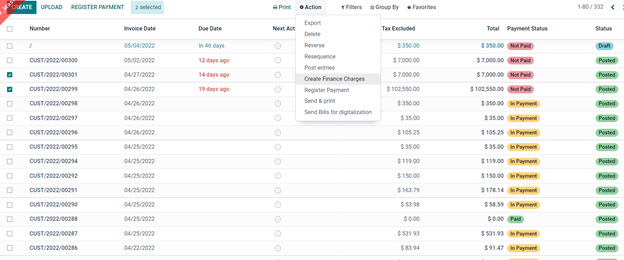 CREATE UPLOAD REGISTER PAYMENT 2 selected Print Action Filters Group By Favorites 1-80 / 332
Number Invoice Date Due Date Next Act Tax Excluded Total Payment Status Status
Export
Delete
Reverse
Resequence
Post entries
Create Finance Charges
Register Payment
Send & print
Send Bills for digitalization
/ 05/04/2022 In 46 days $ 350.00 $ 350.00 Not Paid Draft
CUST/2022/00300 05/02/2022 12 days ago $ 7,000.00 $ 7,000.00 Not Paid Posted
CUST/2022/00301 04/27/2022 14 days ago $ 7,000.00 $ 7,000.00 Not Paid Posted
CUST/2022/00299 04/26/2022 19 days ago $ 102,550.00 $ 102,550.00 Not Paid Posted
CUST/2022/00298 04/26/2022 $ 350.00 $ 350.00 In Payment Posted
CUST/2022/00297 04/26/2022 $ 35.00 $ 35.00 In Payment Posted
CUST/2022/00296 04/26/2022 $ 105.25 $ 105.25 In Payment Posted
CUST/2022/00295 04/25/2022 $ 35.00 $ 35.00 In Payment Posted
CUST/2022/00294 04/25/2022 $ 119.00 $ 119.00 In Payment Posted
CUST/2022/00292 04/25/2022 $ 150.00 $ 150.00 In Payment Posted
CUST/2022/00291 04/25/2022 $ 163.79 $ 178.14 In Payment Posted
CUST/2022/00290 04/25/2022 $ 53.98 $ 58.59 In Payment Posted
CUST/2022/00288 04/25/2022 $ 0.00 $ 0.00 Paid Posted
CUST/2022/00287 04/25/2022 $ 531.93 $ 531.93 In Payment Posted
CUST/2022/00286 04/22/2022 $ 83.94 $ 91.47 In Payment Posted